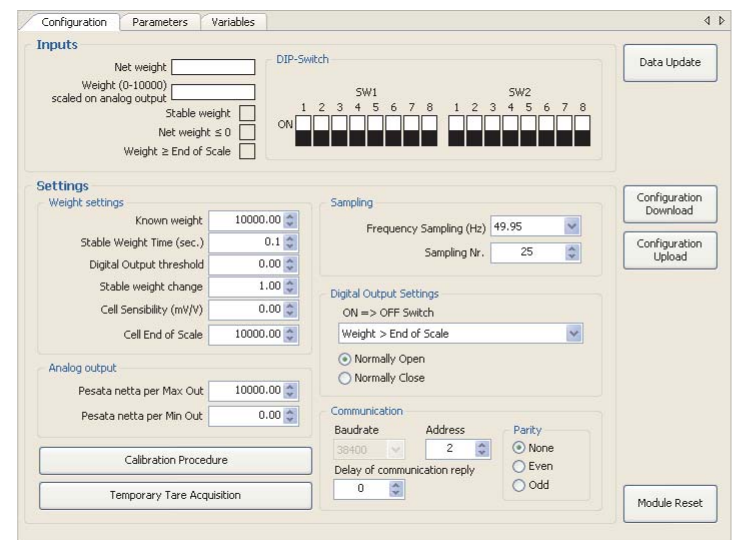 Configuration Parameters Variables
Inputs
Net weight
Weight (0-10000)
scaled on analog output
Stable weight
Net weight ≤ 0
Weight ≥ End of Scale
DIP-Switch
SW1 SW2
1 2 3 4 5 6 7 8 1 2 3 4 5 6 7 8
ON
Data Update
Settings
Weight settings
Known weight 10000.00
Stable Weight Time (sec.) 0.1
Digital Output threshold 0.00
Stable weight change 1.00
Cell Sensibility (mV/V) 0.00
Cell End of Scale 10000.00
Analog output
Pesata netta per Max Out 10000.00
Pesata netta per Min Out 0.00
Calibration Procedure
Temporary Tare Acquisition
Sampling
Frequency Sampling (Hz) 49.95
Sampling Nr. 25
Digital Output Settings
ON => OFF Switch
Weight > End of Scale
Normally Open
Normally Close
Communication
Baudrate Address
38400 2
Delay of communication reply
0
Parity
None
Even
Odd
Configuration
Download
Configuration
Upload
Module Reset